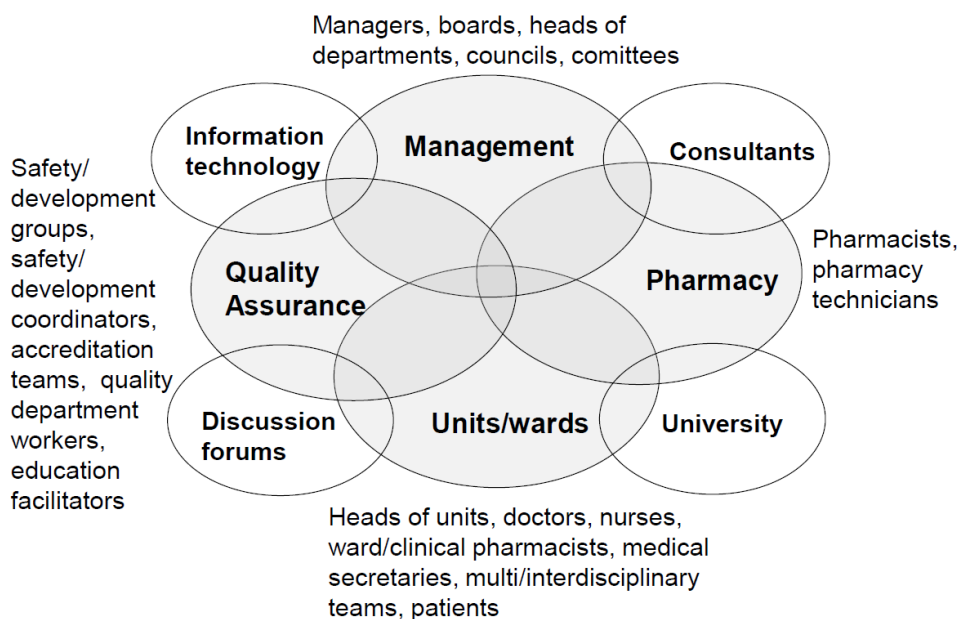 Managers, boards, heads of
departments, councils, comittees
Information
technology
Management
Consultants
Safety/
development
groups,
safety/
development
coordinators,
accreditation
teams,  quality
department
workers,
education
facilitators
Quality
Assurance
Pharmacy
Pharmacists,
pharmacy
technicians
Discussion
forums
Units/wards
University
Heads of units, doctors, nurses,
ward/clinical pharmacists, medical
secretaries, multi/interdisciplinary
teams, patients